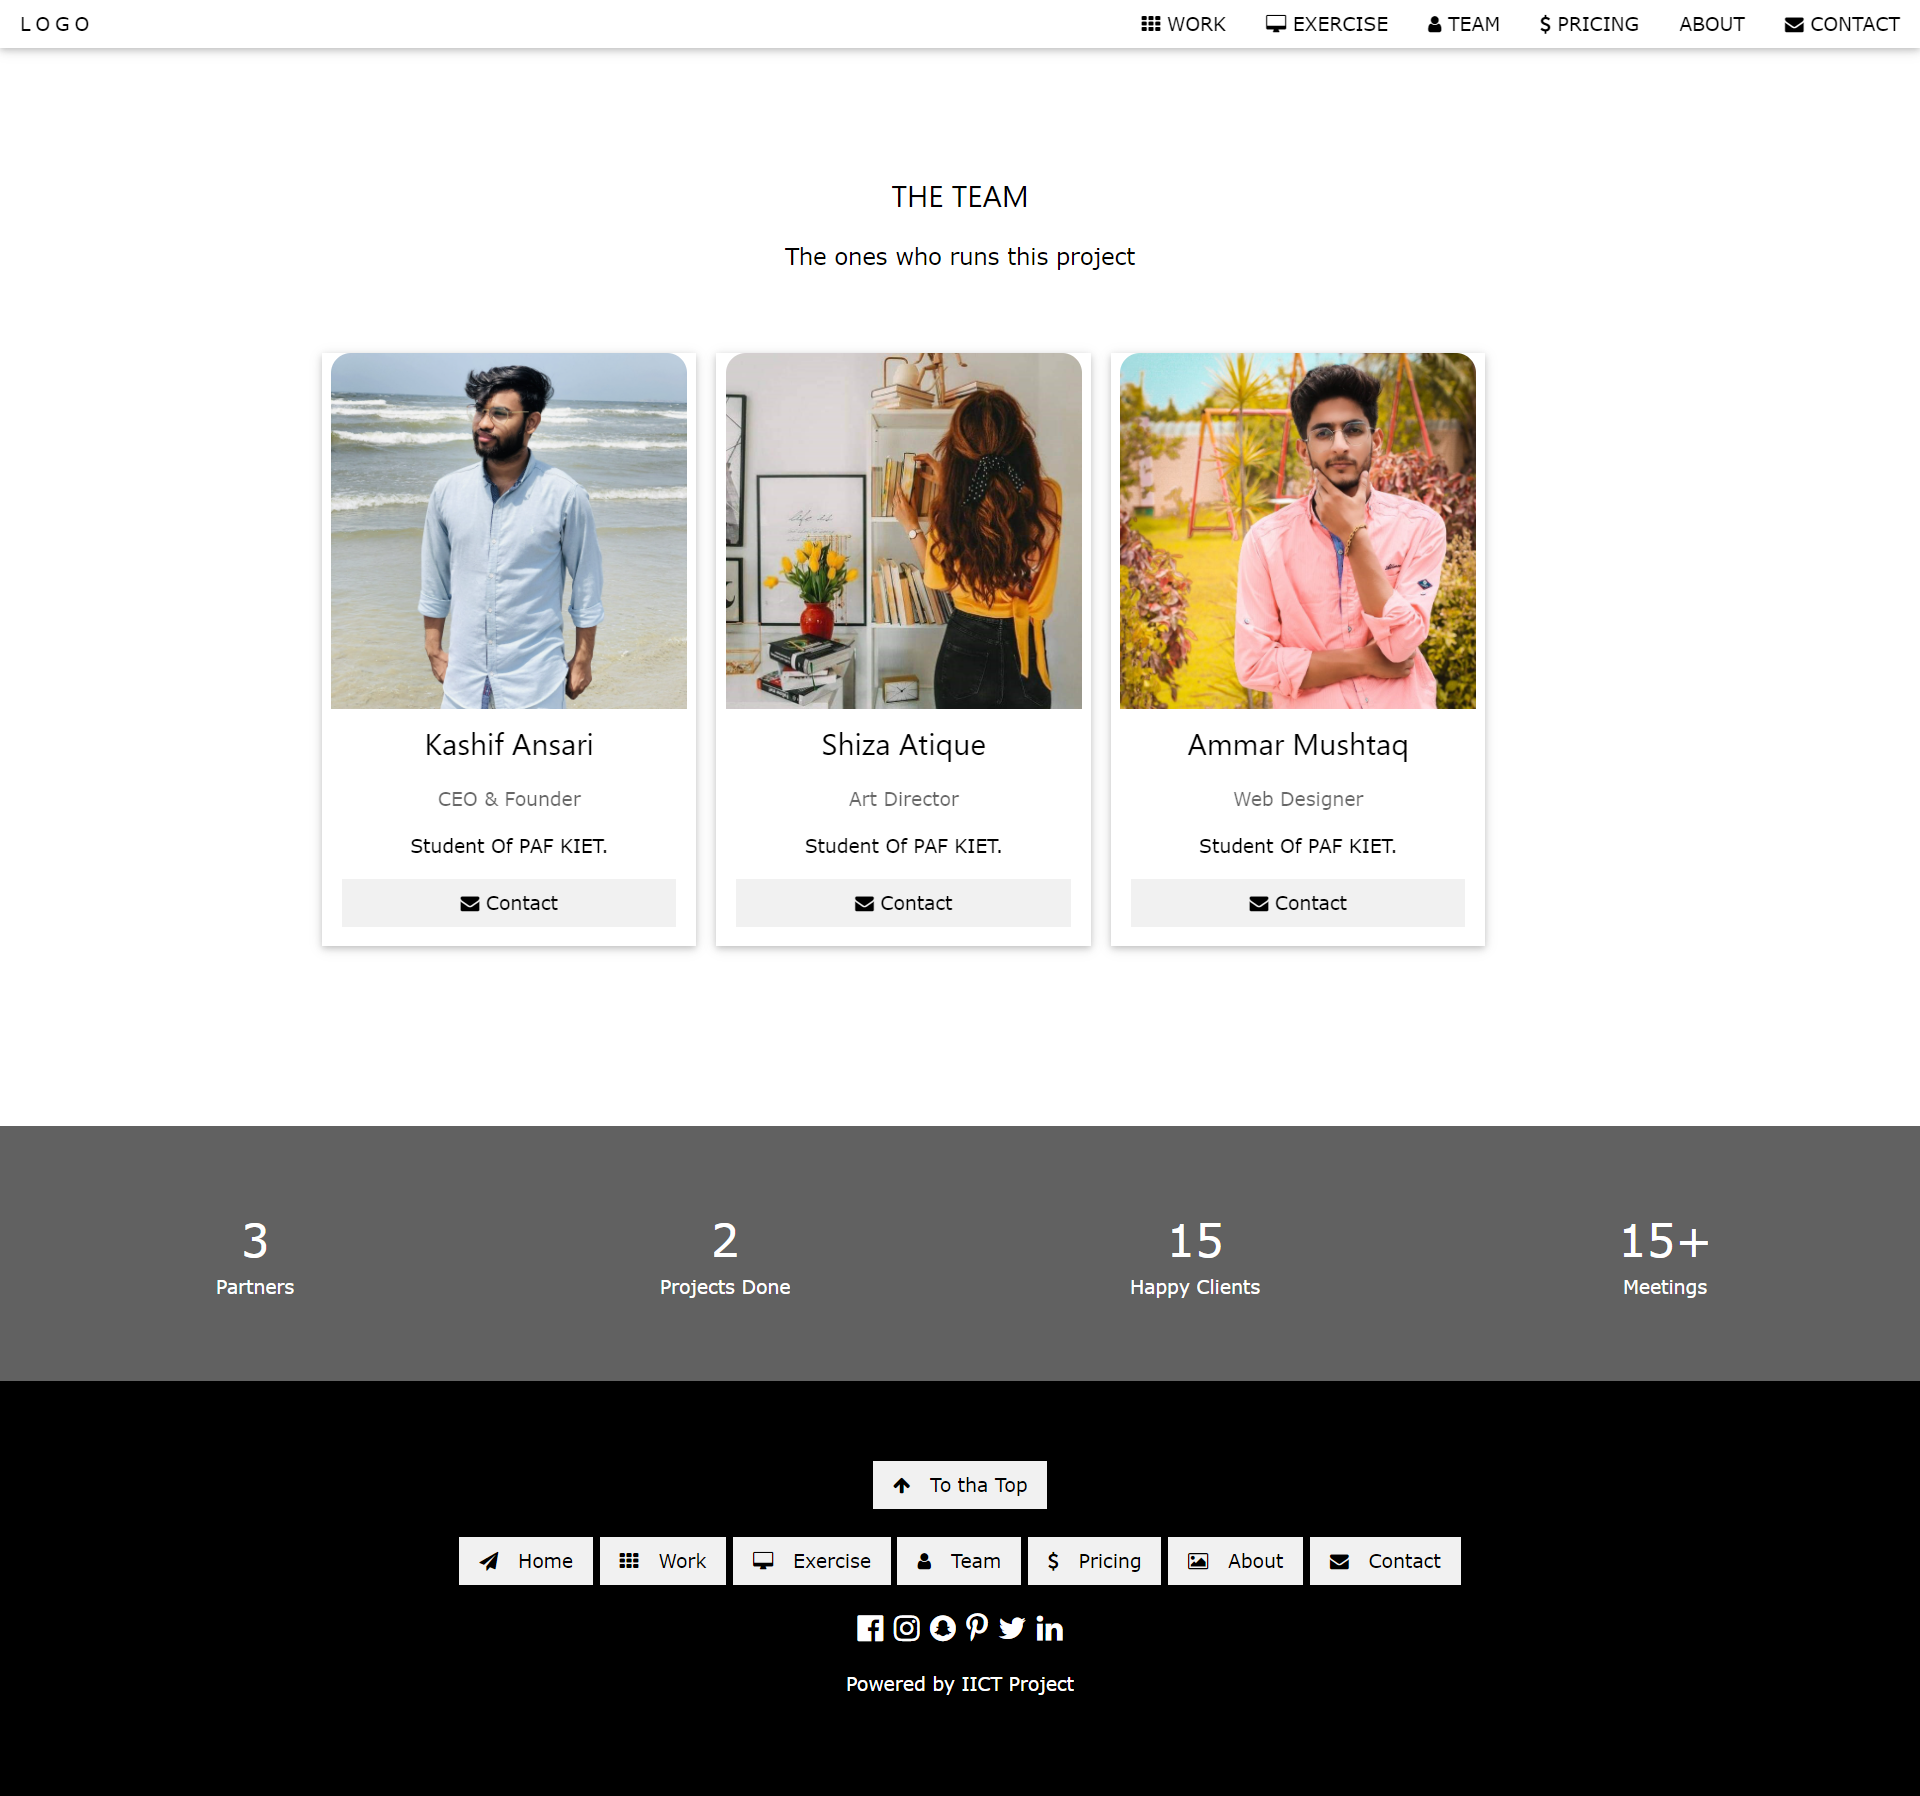 LOGO
WORK EXERCISE TEAM $ PRICING ABOUT CONTACT
THE TEAM
The ones who runs this project
life is
Kashif Ansari
CEO & Founder
Student Of PAF KIET.
Contact
Shiza Atique
Art Director
Student Of PAF KIET.
Contact
Ammar Mushtaq
Web Designer
Student Of PAF KIET.
Contact
3
Partners
2
Projects Done
15
Happy Clients
15+
Meetings
To tha Top
Home Work Exercise Team $ Pricing About Contact
Powered by IICT Project